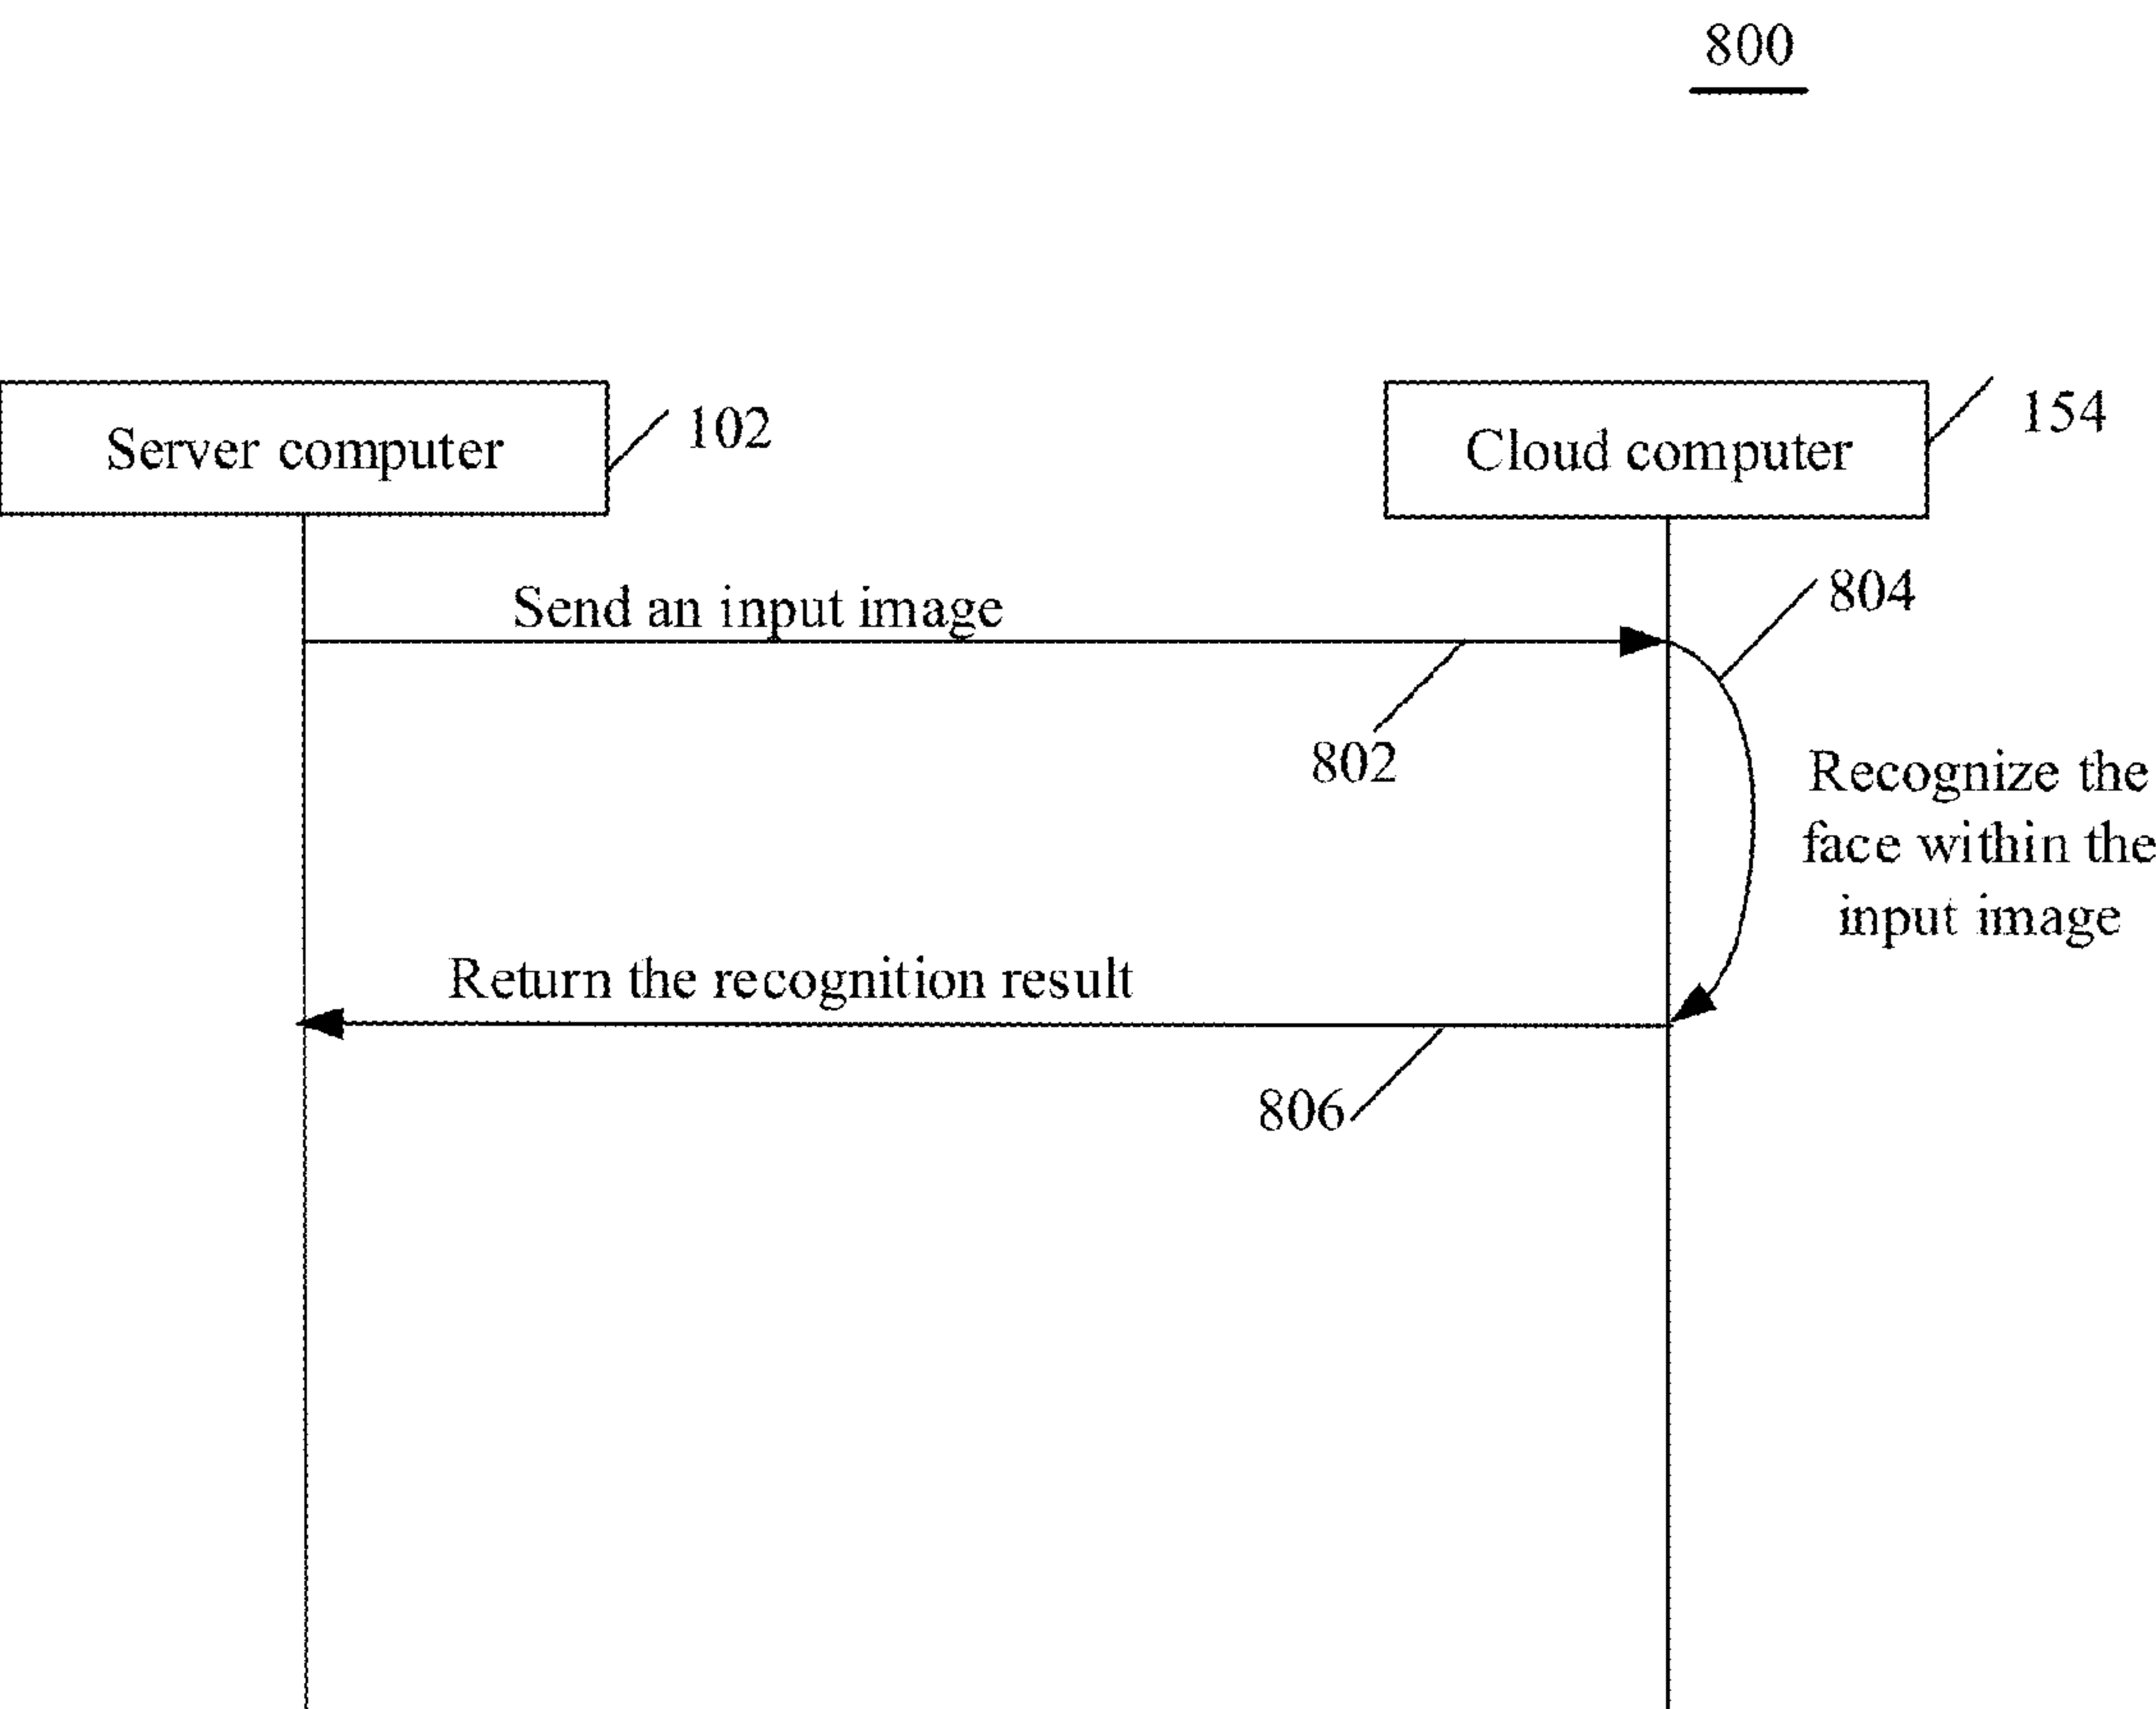 800
Server computer
102
Cloud computer
154
Send an input image
804
802
Recognize the
face within the
input image
Return the recognition result
806